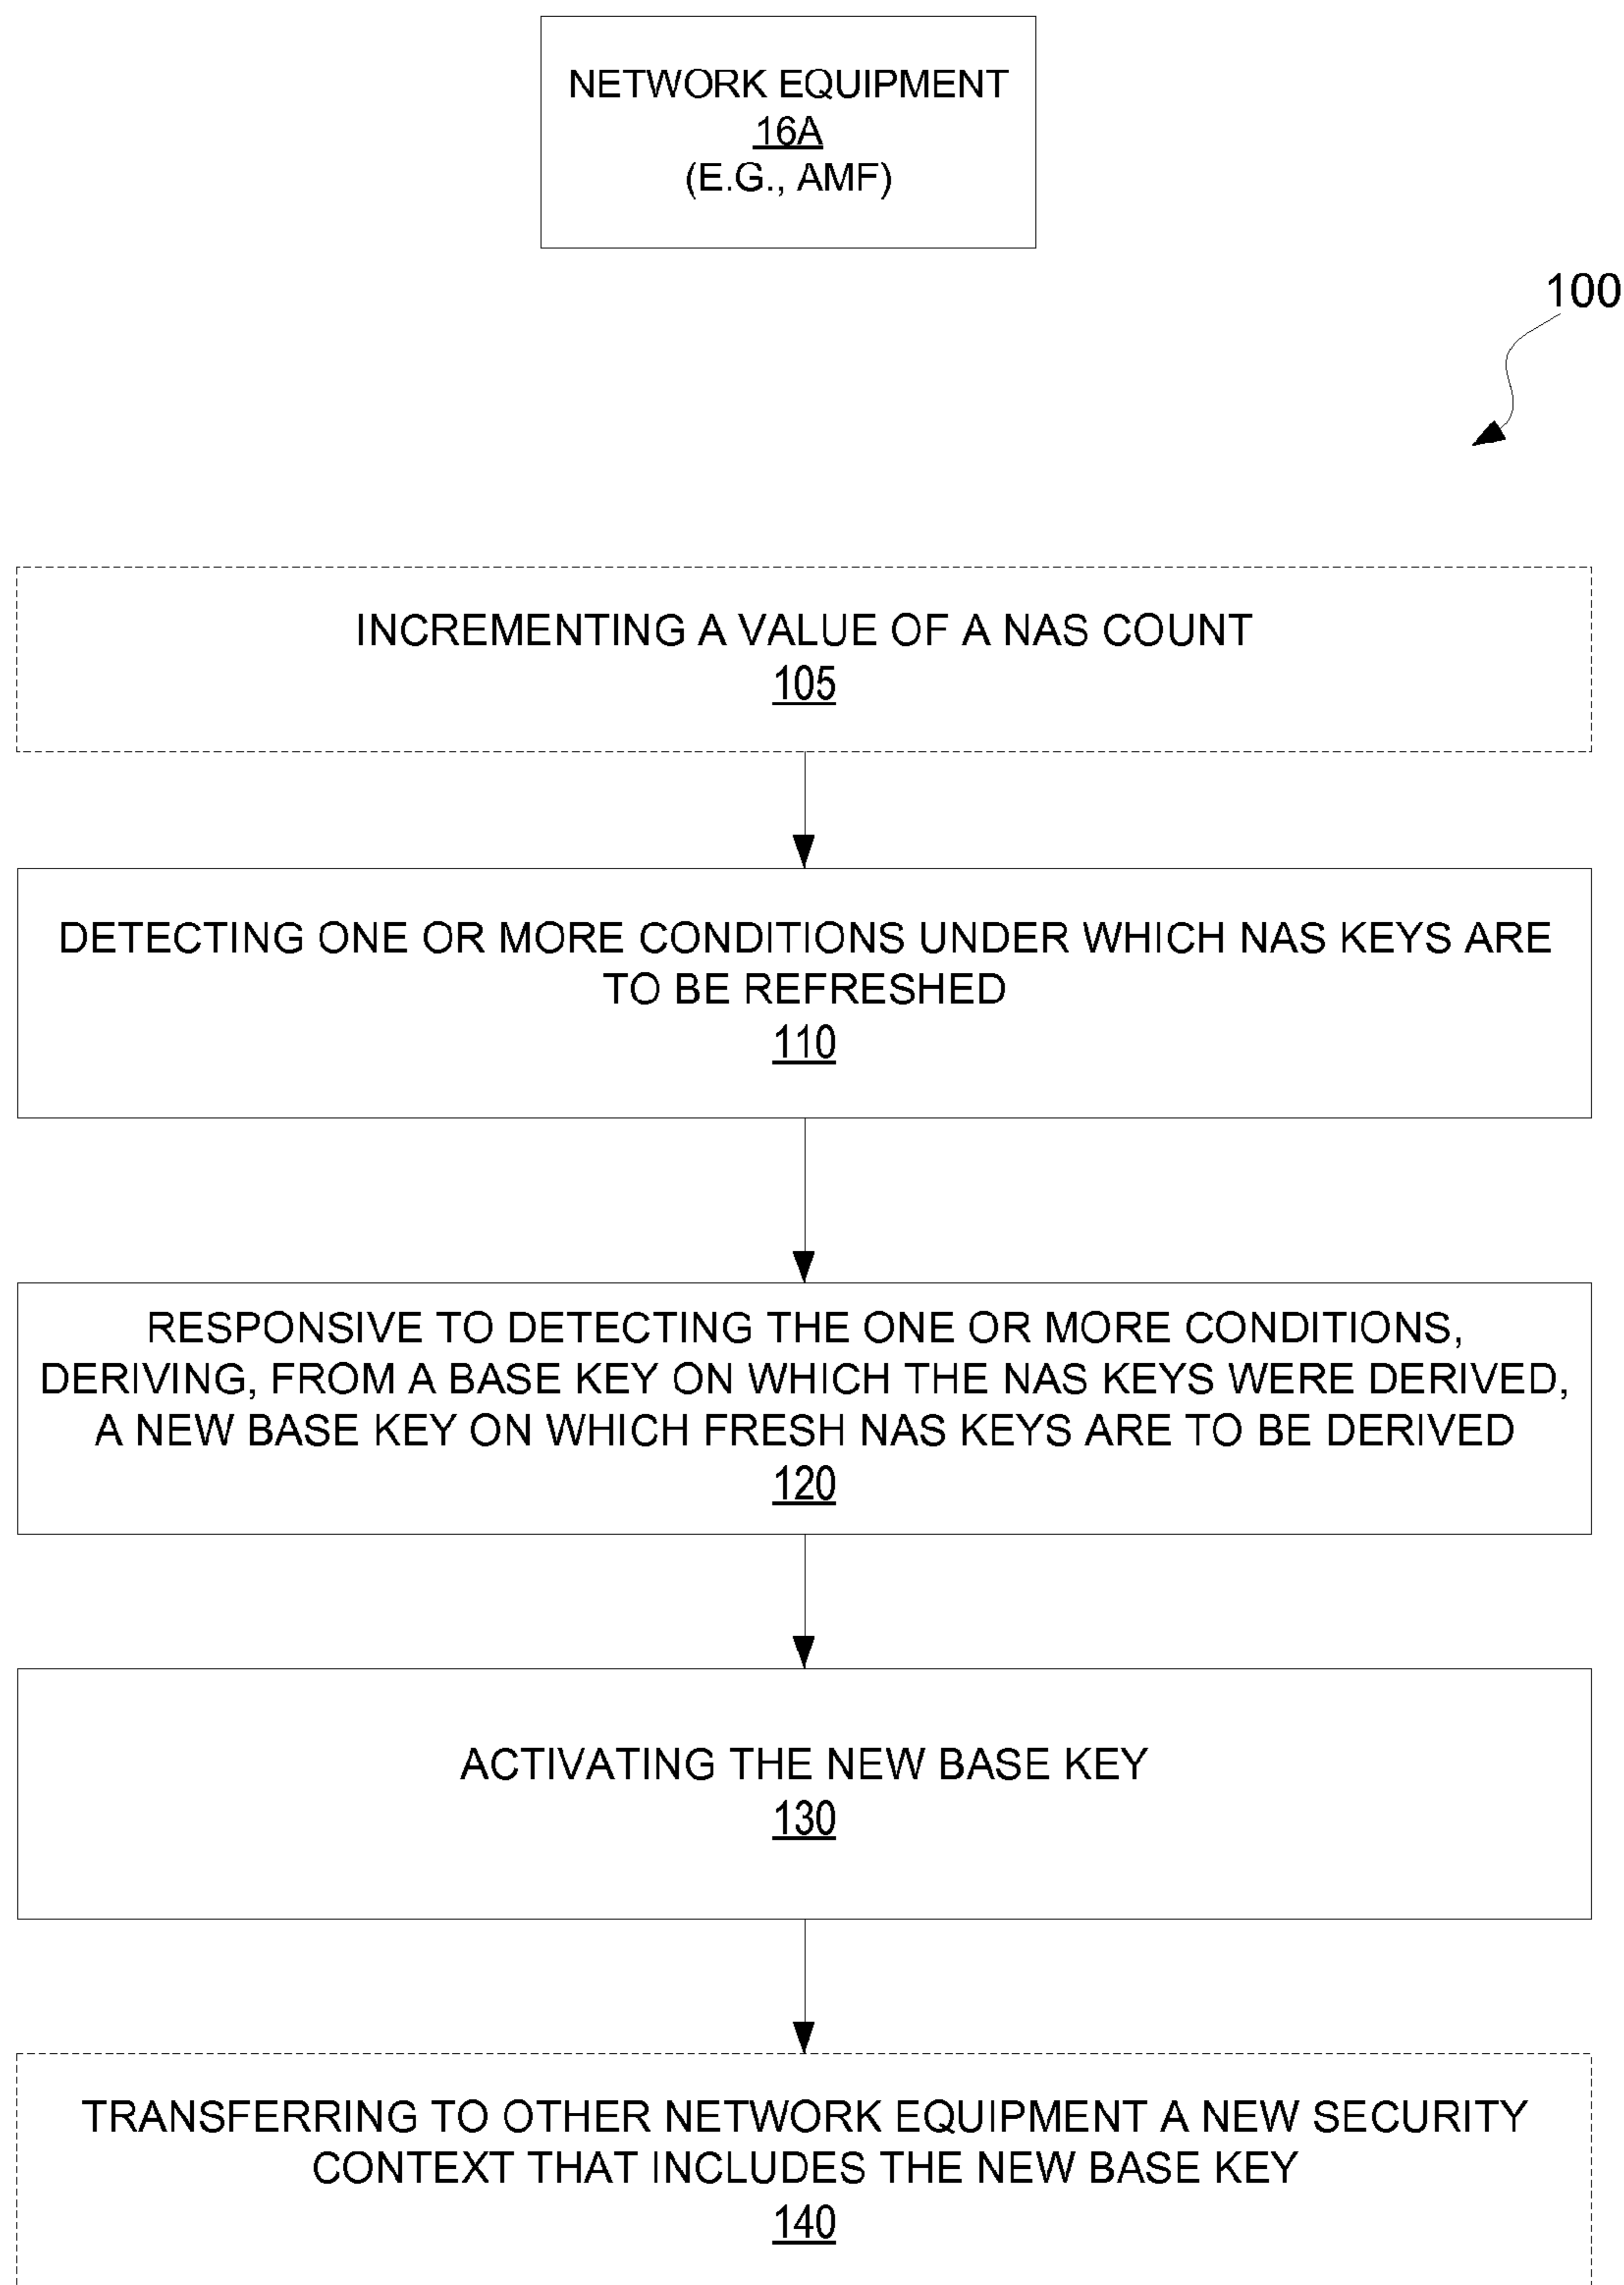 NETWORK EQUIPMENT
16A
(E.G., AMF)
100
INCREMENTING A VALUE OF A NAS COUNT
105
DETECTING ONE OR MORE CONDITIONS UNDER WHICH NAS KEYS ARE
TO BE REFRESHED
110
RESPONSIVE TO DETECTING THE ONE OR MORE CONDITIONS,
DERIVING, FROM A BASE KEY ON WHICH THE NAS KEYS WERE DERIVED,
A NEW BASE KEY ON WHICH FRESH NAS KEYS ARE TO BE DERIVED
120
ACTIVATING THE NEW BASE KEY
130
TRANSFERRING TO OTHER NETWORK EQUIPMENT A NEW SECURITY
CONTEXT THAT INCLUDES THE NEW BASE KEY
140